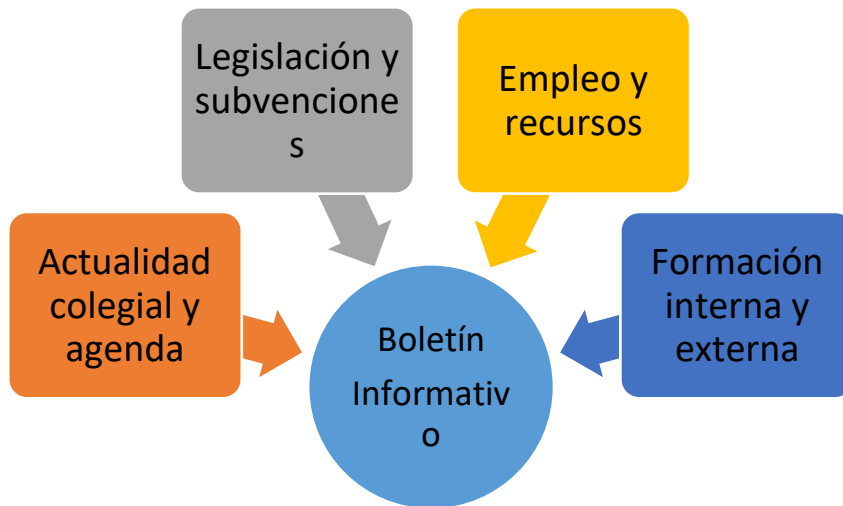 Legislación y
subvencione
s
Empleo y
recursos
Actualidad
colegial y
agenda
Formación
interna y
externa
Boletín
Informativ
o